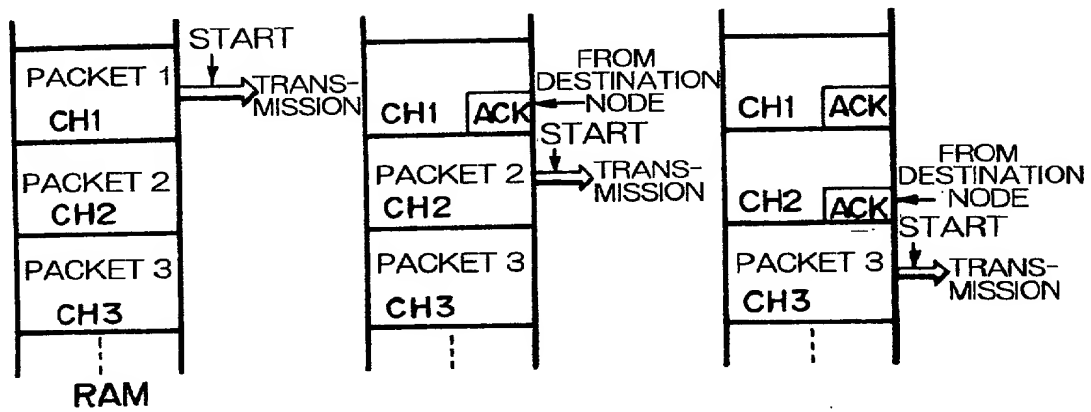 START
PACKET 1
TRANS-
MISSION
CH1
PACKET 2
CH2
PACKET 3
CH3
RAM
FROM
DESTINATION
NODE
CH1
ACK
START
PACKET 2
TRANS-
MISSION
CH2
PACKET 3
CH3
CH1
ACK
FROM
DESTINATION
NODE
CH2
ACK
START
PACKET 3
TRANS-
MISSION
CH3